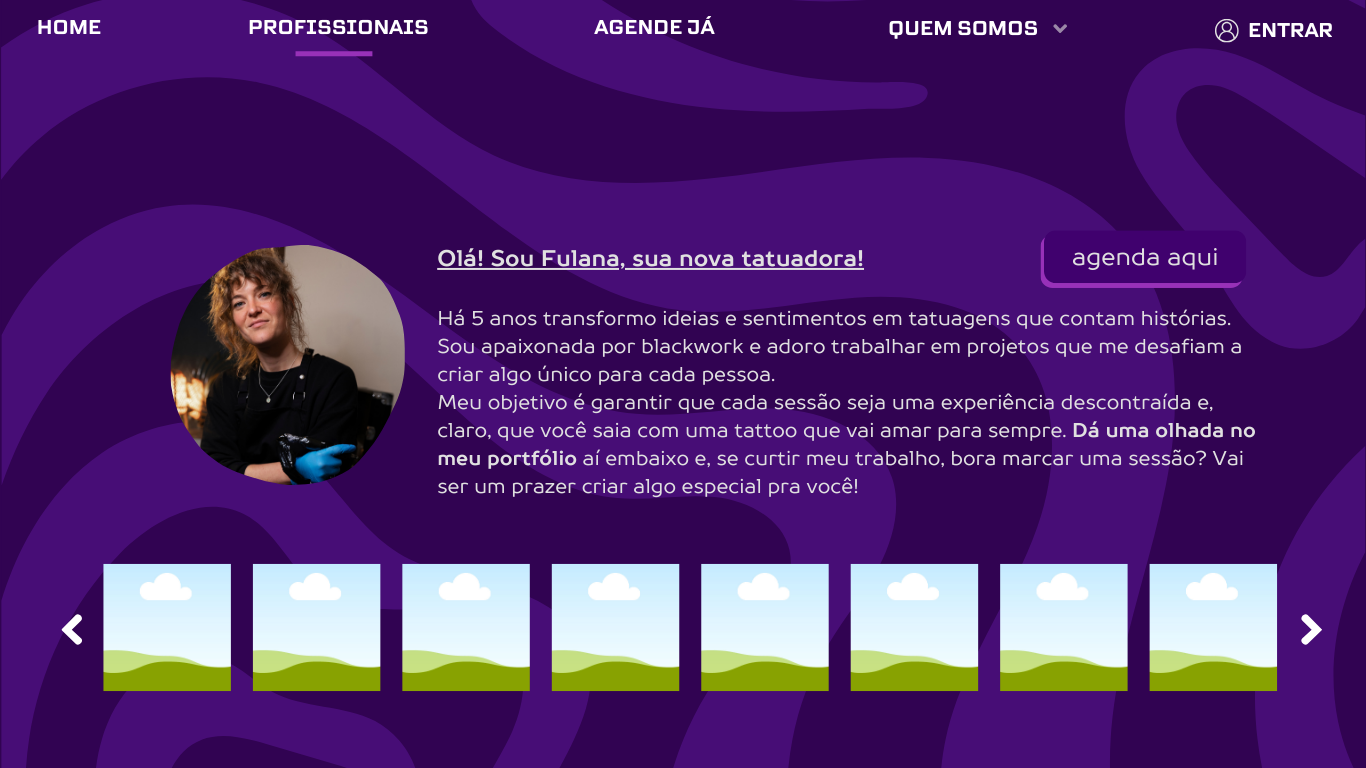 HOME
PROFISSIONAIS
AGENDE JÁ
QUEM SOMOS
ENTRAR
Olá! Sou Fulana, sua nova tatuadora!
agenda aqui
Há 5 anos transformo ideias e sentimentos em tatuagens que contam histórias.
Sou apaixonada por blackwork e adoro trabalhar em projetos que me desafiam a
criar algo único para cada pessoa.
Meu objetivo é garantir que cada sessão seja uma experiência descontraída e,
claro, que você saia com uma tattoo que vai amar para sempre. Dá uma olhada no
meu portfólio aí embaixo e, se curtir meu trabalho, bora marcar uma sessão? Vai
ser um prazer criar algo especial pra você!